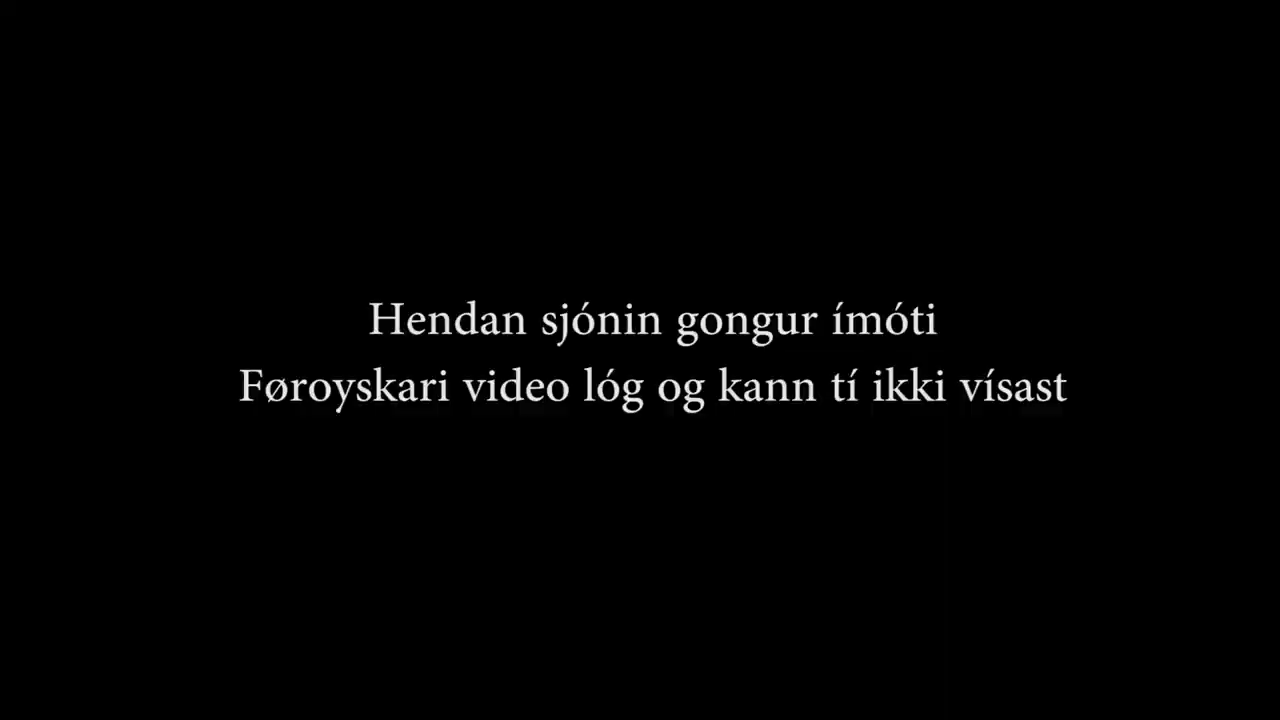 Hendan sjónin gongur ímóti
Føroyskari video lóg og kann tí ikki vísast